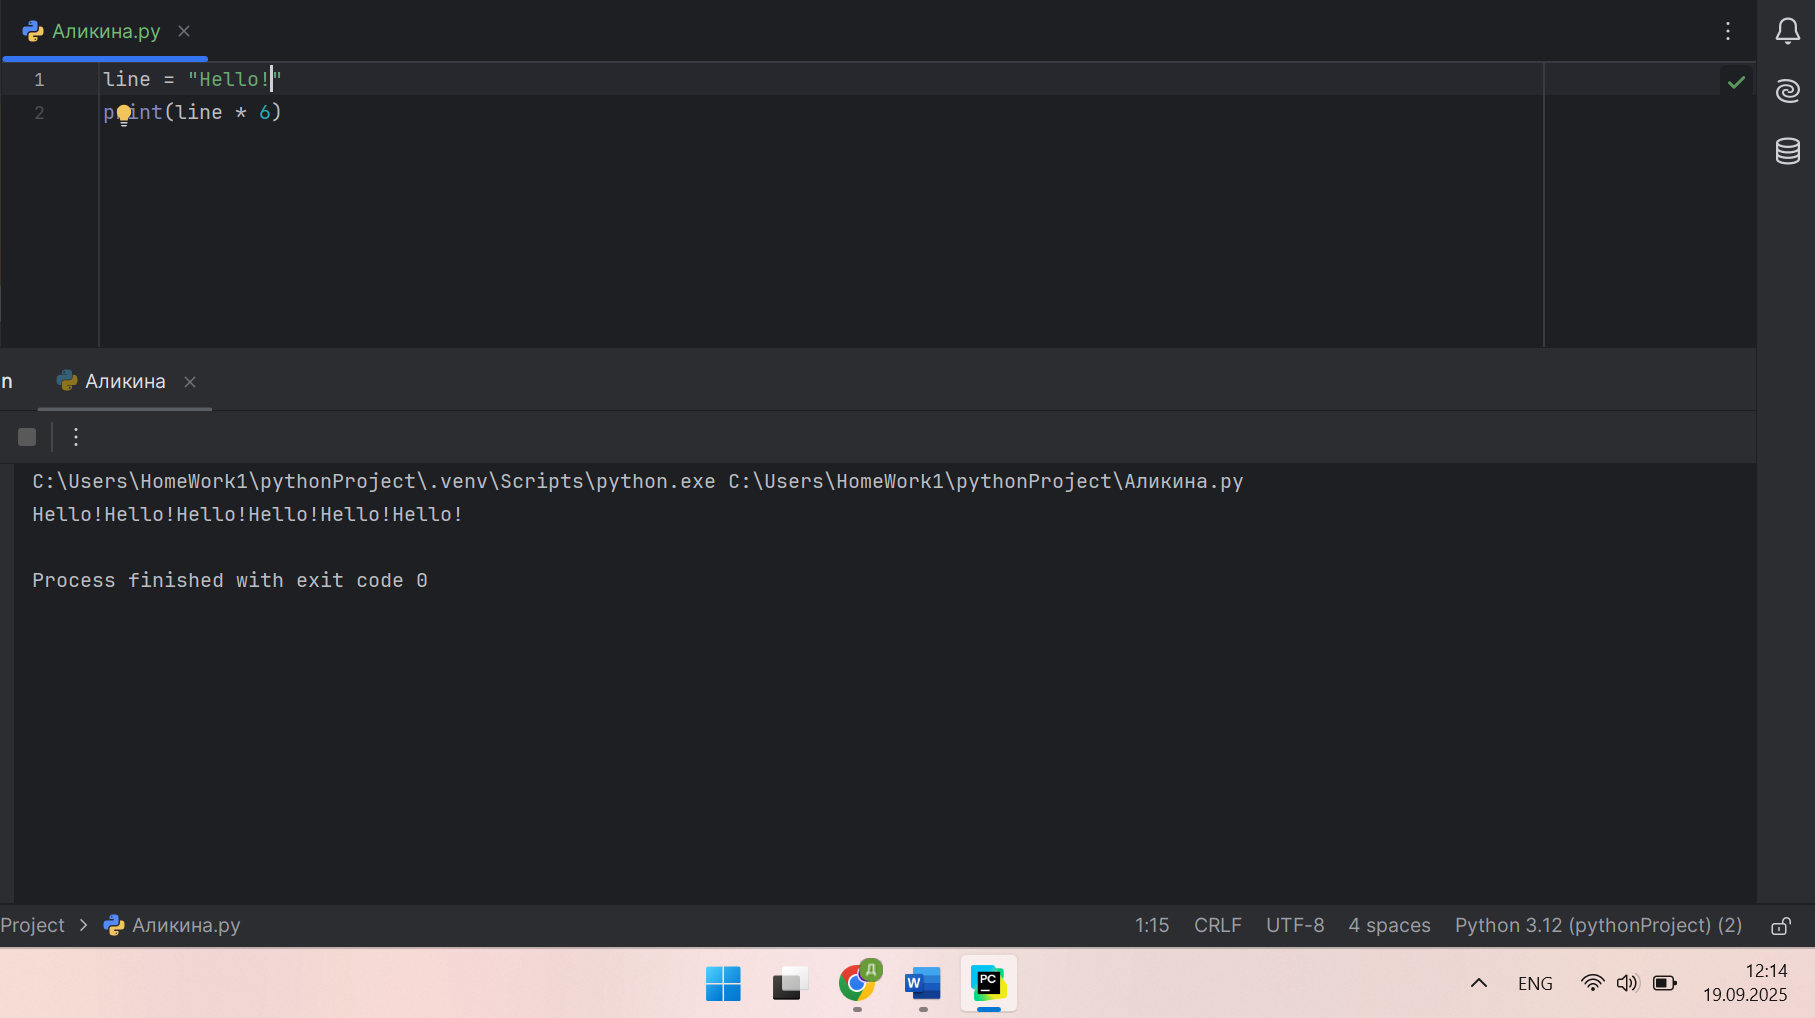 Аликина.py
1 line = "Hello!"
2 print(line * 6)
n Аликина
C:\Users\HomeWork1\pythonProject\.venv\Scripts\python.exe C:\Users\HomeWork1\pythonProject\Аликина.py
Hello!Hello!Hello!Hello!Hello!Hello!
Process finished with exit code 0
Project > Аликина.py 1:15 CRLF UTF-8 4 spaces Python 3.12 (pythonProject) (2)
Д W PC ENG 12:14
19.09.2025